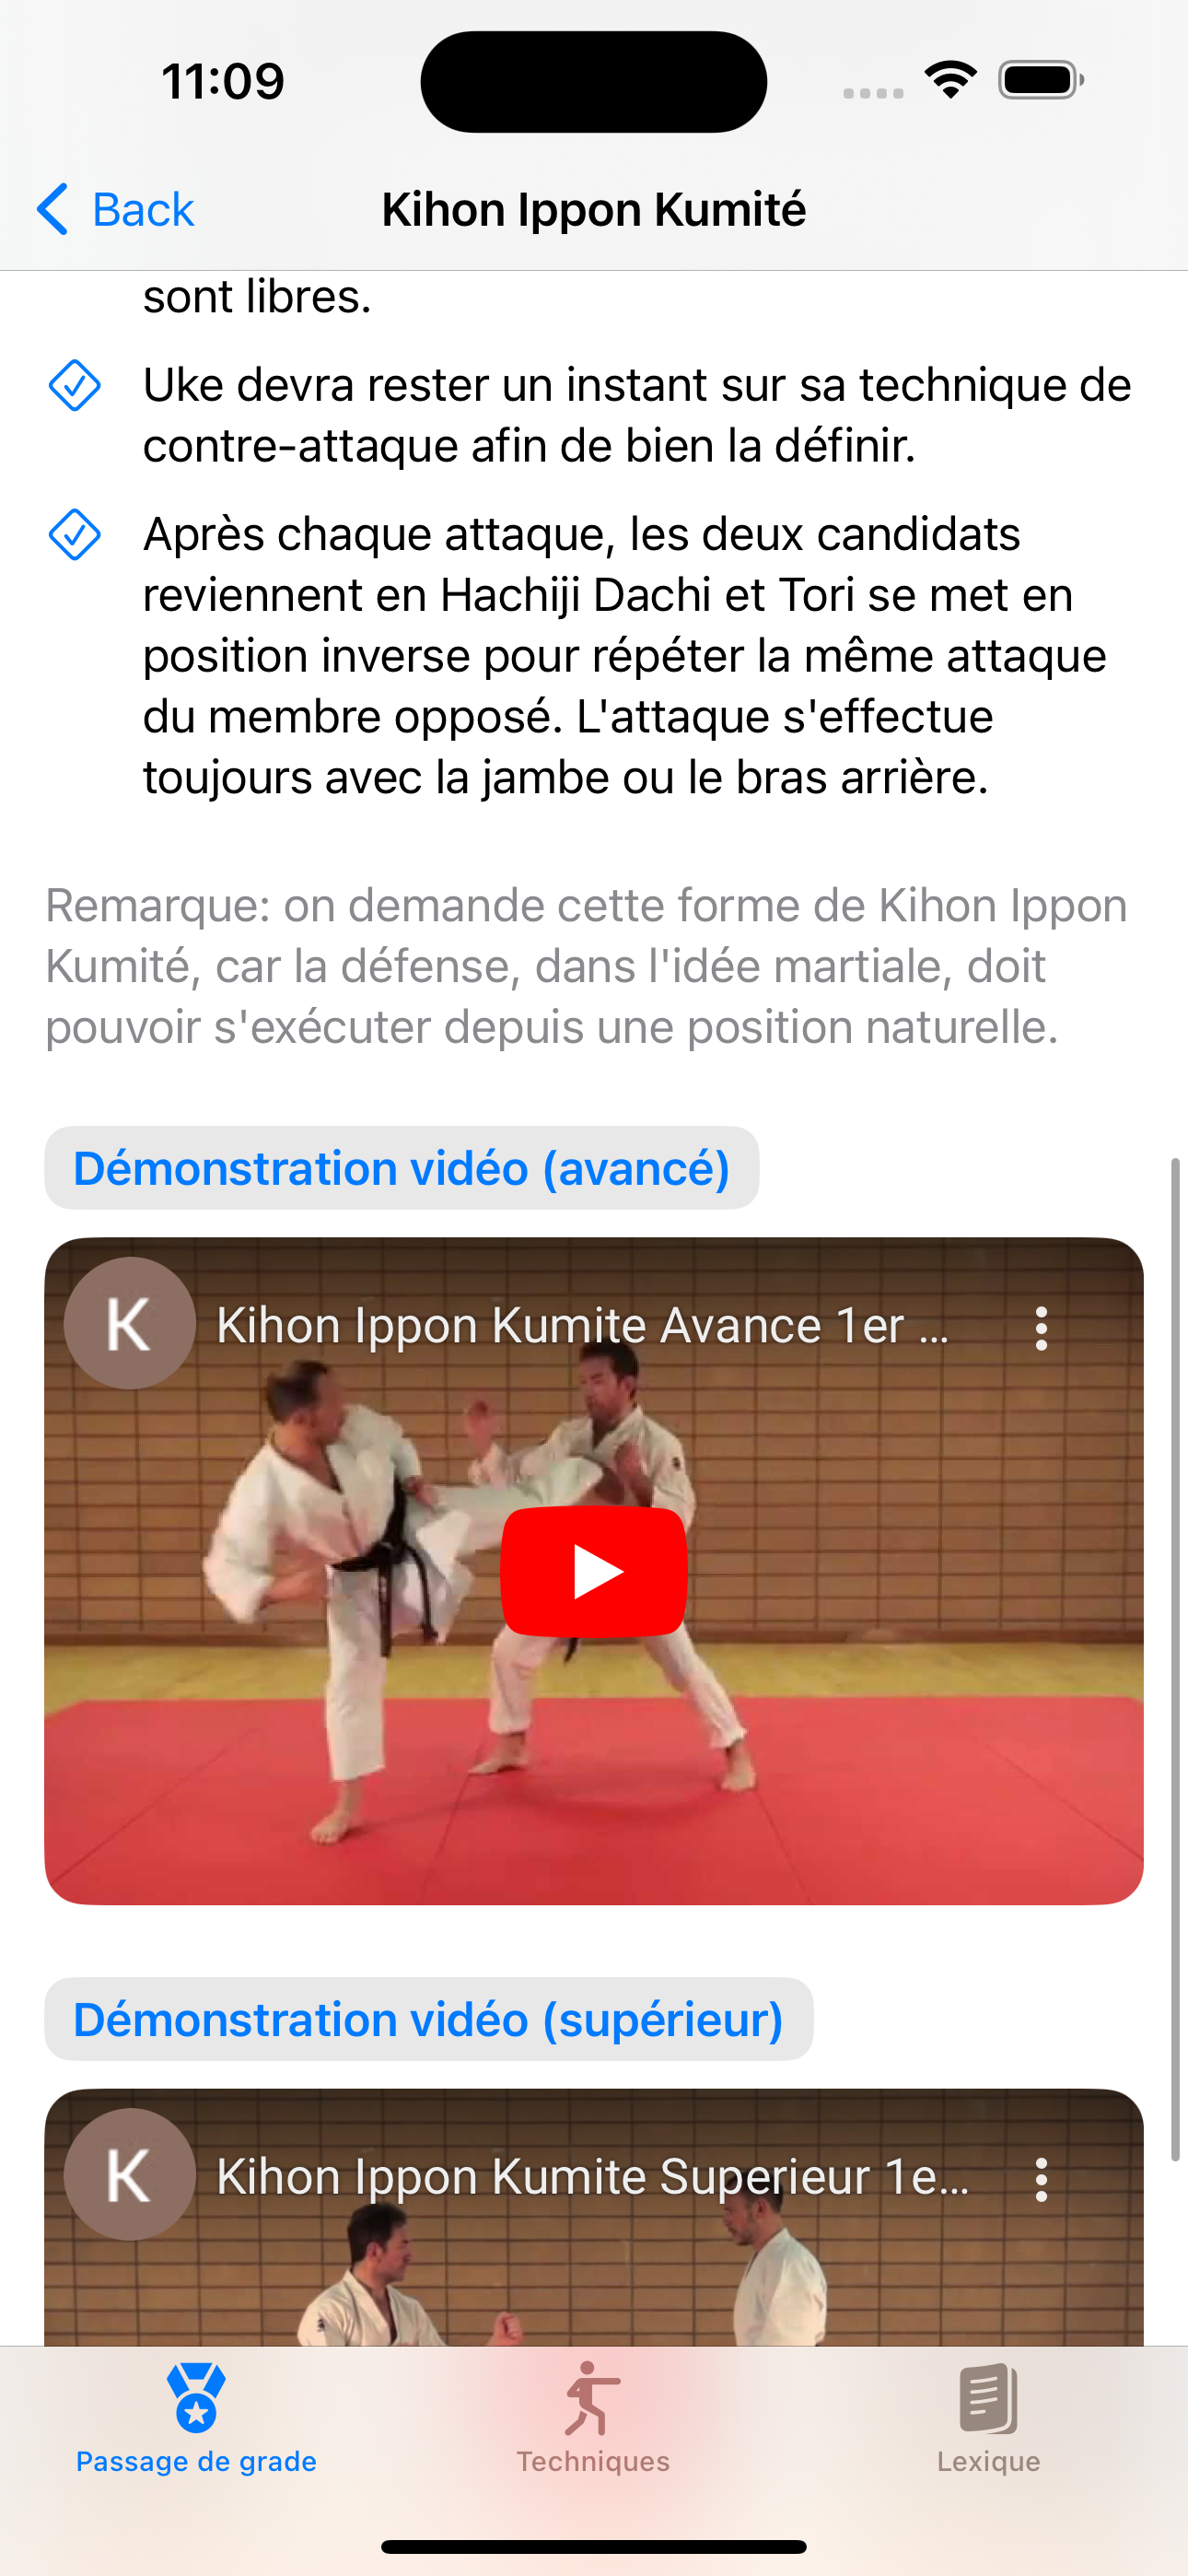 11:09
Back
Kihon Ippon Kumité
sont libres.
Uke devra rester un instant sur sa technique de
contre-attaque afin de bien la définir.
Après chaque attaque, les deux candidats
reviennent en Hachiji Dachi et Tori se met en
position inverse pour répéter la même attaque
du membre opposé. L'attaque s'effectue
toujours avec la jambe ou le bras arrière.
Remarque: on demande cette forme de Kihon Ippon
Kumité, car la défense, dans l'idée martiale, doit
pouvoir s'exécuter depuis une position naturelle.
Démonstration vidéo (avancé)
K
Kihon Ippon Kumite Avance 1er ...
Démonstration vidéo (supérieur)
K
Kihon Ippon Kumite Superieur 1e...
Passage de grade
Techniques
Lexique